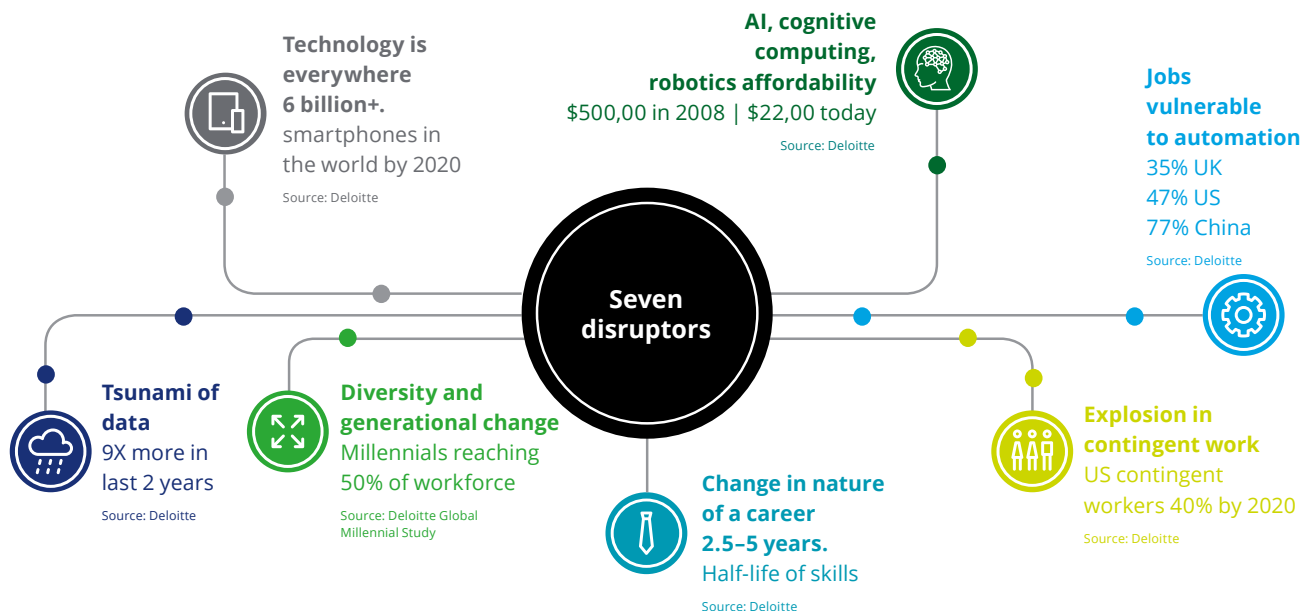 Technology is
everywhere
6 billion+.
smartphones in
the world by 2020
Source: Deloitte
AI, cognitive
computing,
robotics affordability
$500,00 in 2008 | $22,00 today
Source: Deloitte
Jobs
vulnerable
to automation
35% UK
47% US
77% China
Source: Deloitte
Seven
disruptors
Tsunami of
data
9X more in
last 2 years
Source: Deloitte
Diversity and
generational change
Millennials reaching
50% of workforce
Source: Deloitte Global
Millennial Study
Change in nature
of a career
2.5–5 years.
Half-life of skills
Source: Deloitte
Explosion in
contingent work
US contingent
workers 40% by 2020
Source: Deloitte